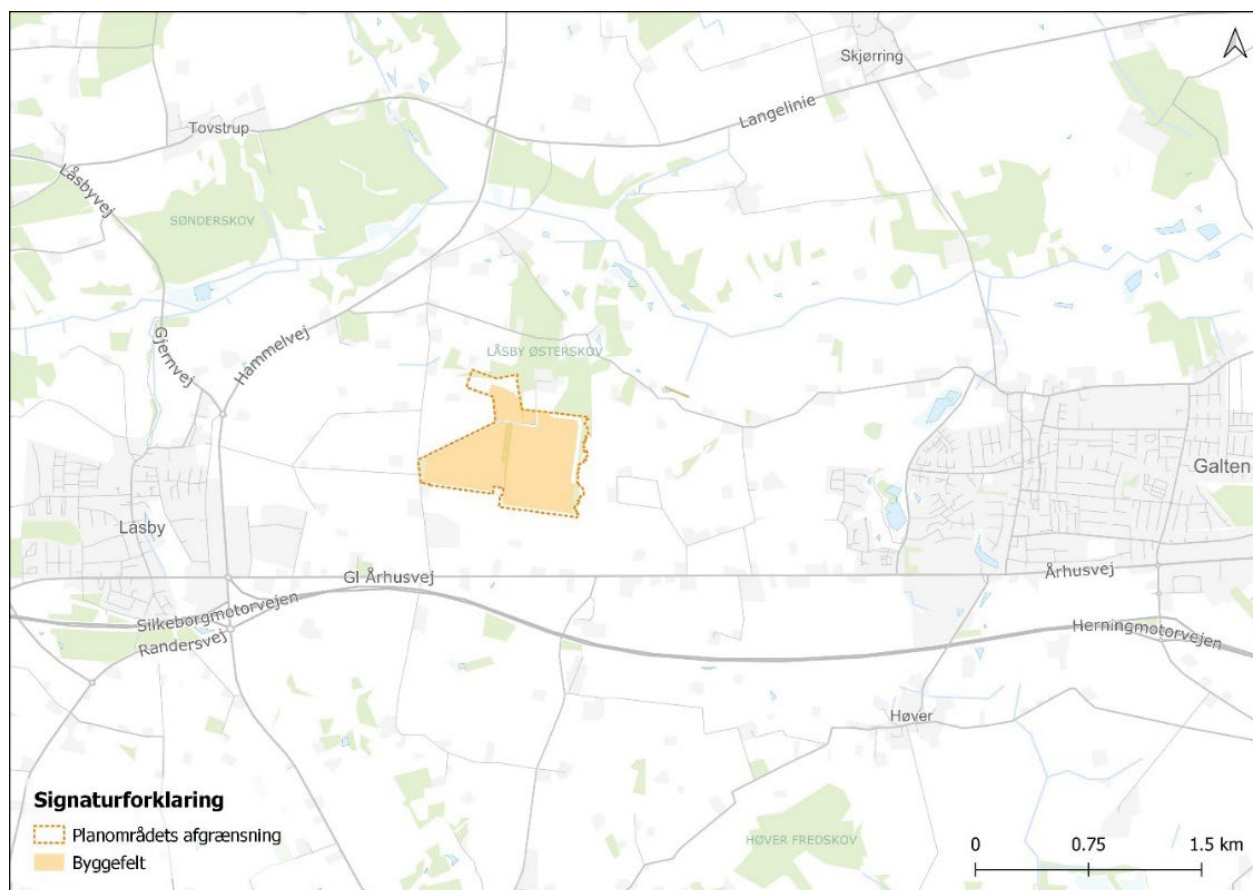 Skjørring
Langelinie
Tovstrup
Låsbyvej
SØNDERSKOV
Gjernvej
Hammelvej
LÅSBY ØSTERSKOV
Galten
Låsby
Gl Århusvej
Århusvej
Silkeborgmotorvejen
Randersvej
Herningmotorvejen
Høver
Signaturforklaring
Planområdets afgrænsning
Byggefelt
HØVER FREDSKOV
0 0.75 1.5 km